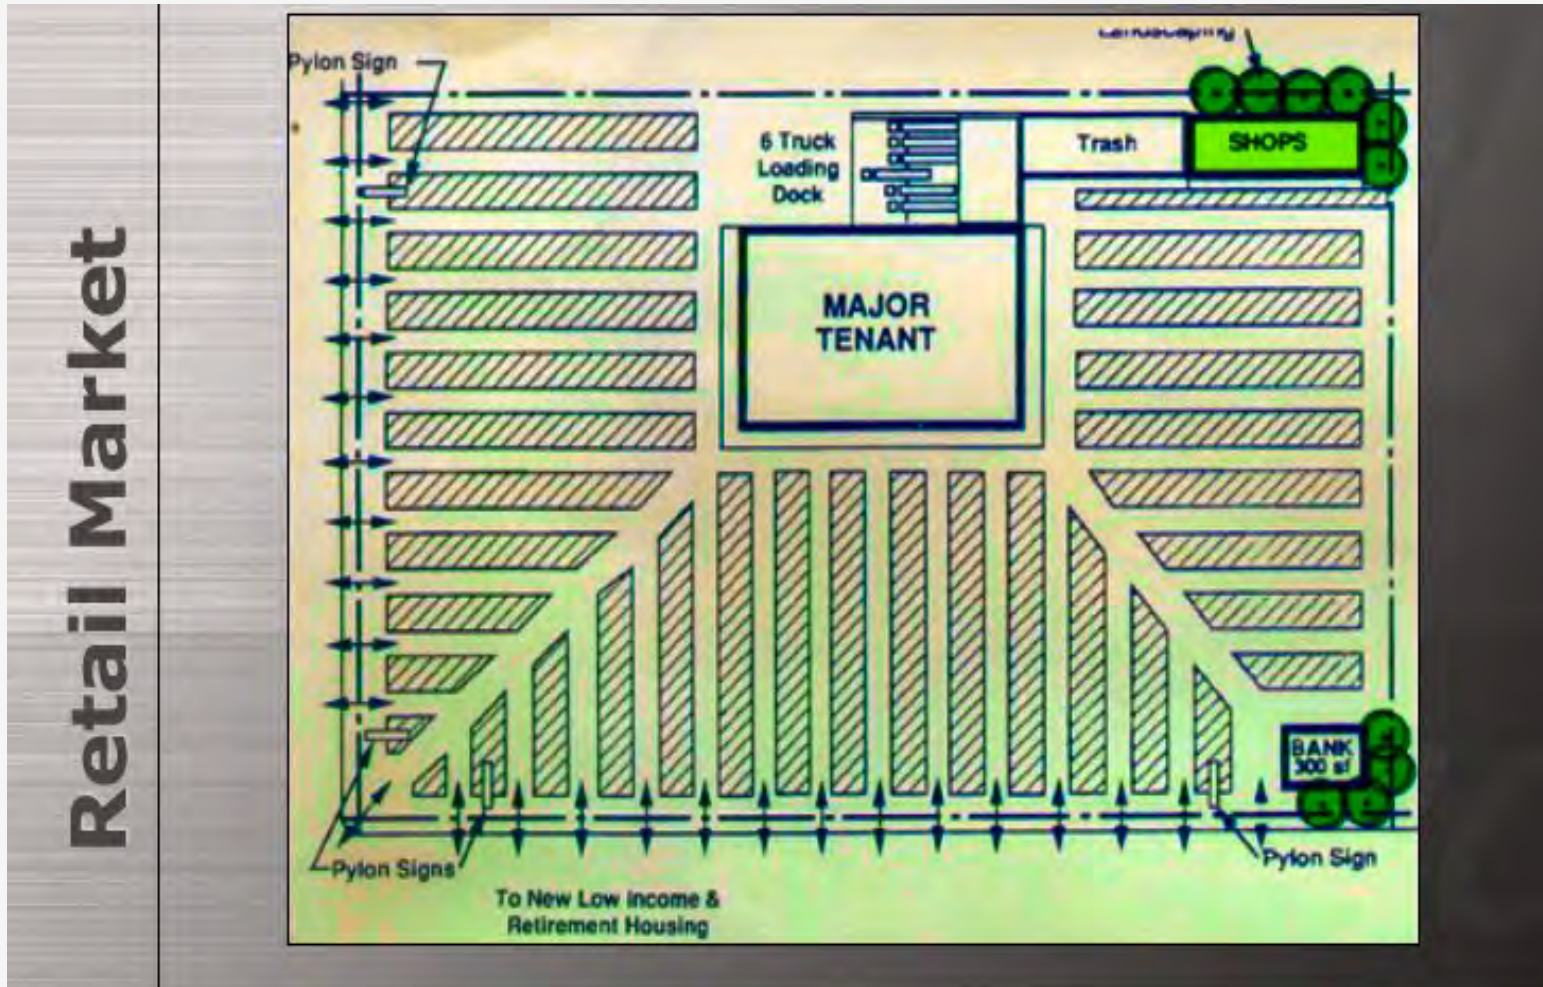 Retail Market
Pylon Sign
Landscaping
6 Truck
Loading
Dock
Trash
SHOPS
MAJOR
TENANT
BANK
300 sf
Pylon Signs
Pylon Sign
To New Low Income &
Retirement Housing